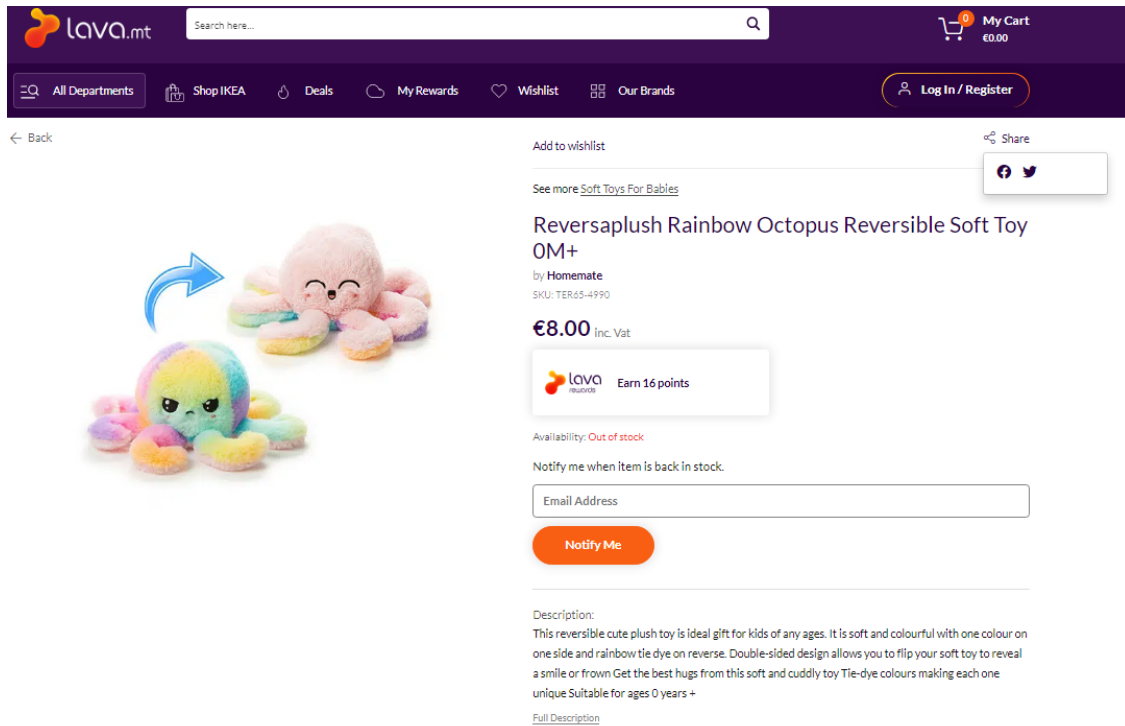 lava.mt
Search here...
0
My Cart
€0.00
All Departments
Shop IKEA
Deals
My Rewards
Wishlist
Our Brands
Log In / Register
Back
Add to wishlist
Share
See more Soft Toys For Babies
Reversaplush Rainbow Octopus Reversible Soft Toy
0M+
by Homemate
SKU: TER65-4990
€8.00 inc. Vat
lava
rewards
Earn 16 points
Availability: Out of stock
Notify me when item is back in stock.
Email Address
Notify Me
Description:
This reversible cute plush toy is ideal gift for kids of any ages. It is soft and colourful with one colour on
one side and rainbow tie dye on reverse. Double-sided design allows you to flip your soft toy to reveal
a smile or frown Get the best hugs from this soft and cuddly toy Tie-dye colours making each one
unique Suitable for ages 0 years +
Full Description